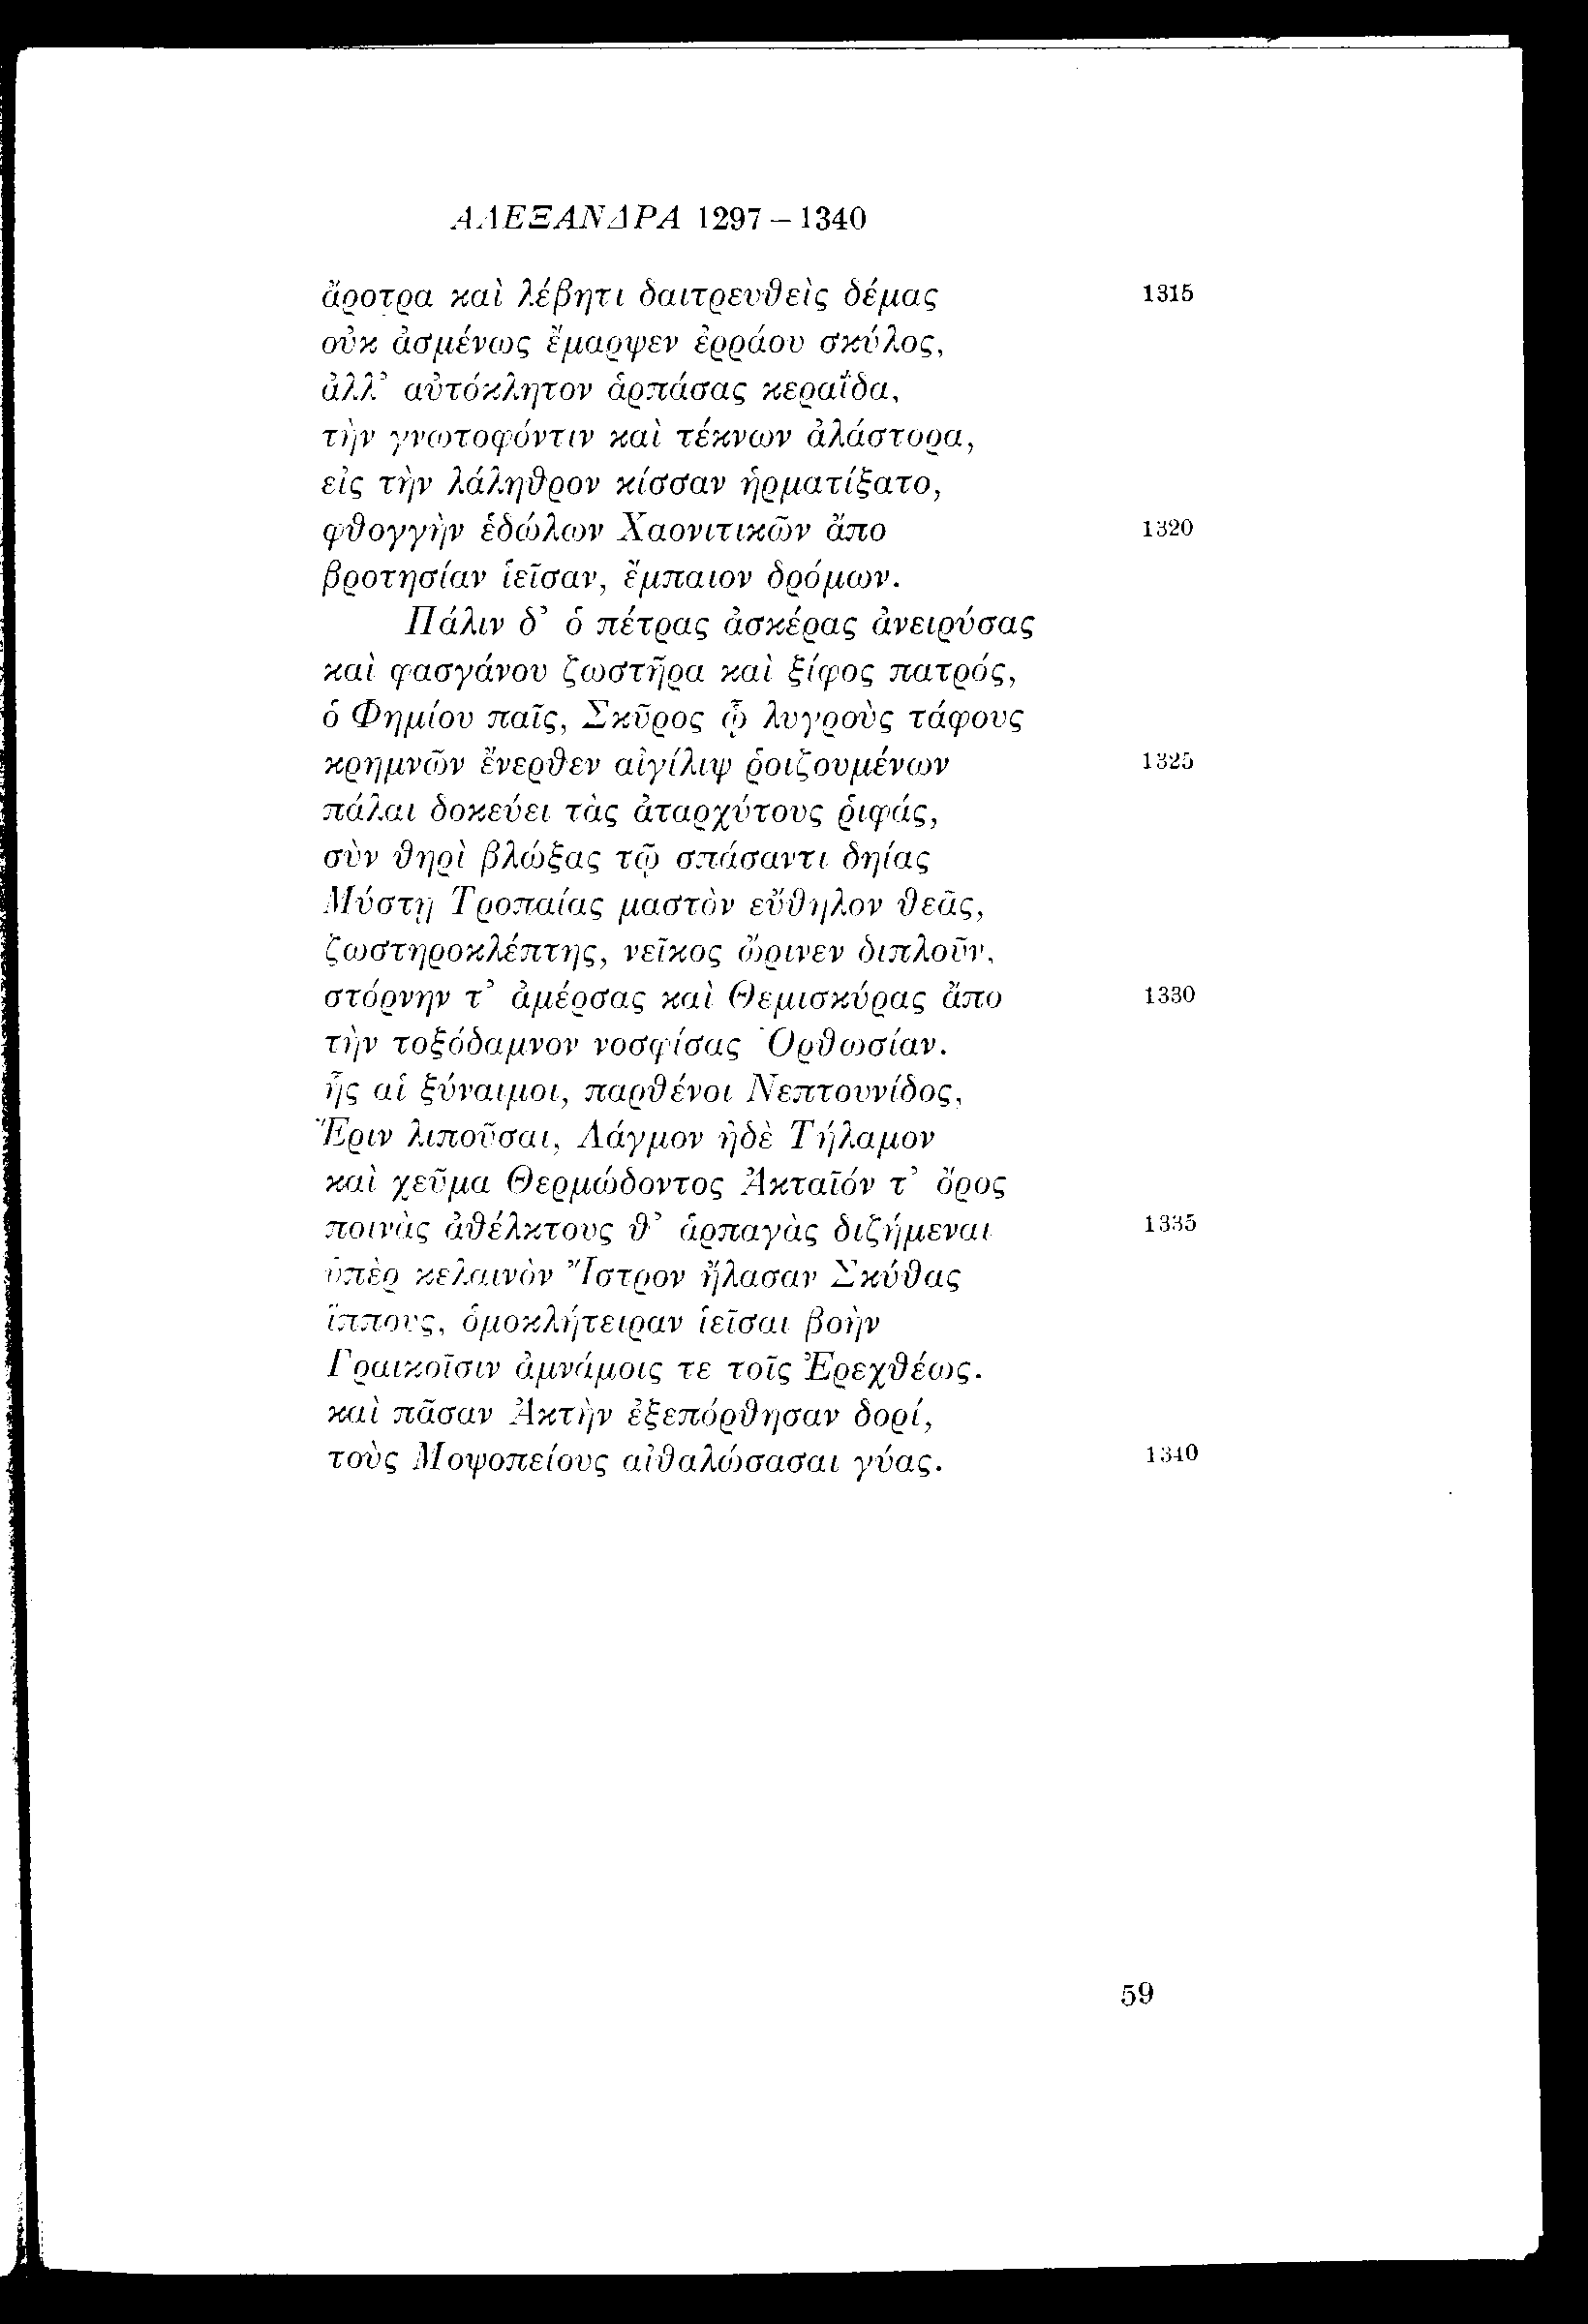 ΑΛΕΞΑΝΔΡΑ 1297 – 1340
ἄροτρα καὶ λέβητι δαιτρευθεὶς δέμας 1315
οὐκ ἀσμένως ἔμαρψεν ἐρράου σκύλος,
ἀλλ’ αὐτόκλητον ἁρπάσας κεραΐδα,
τὴν γνωτοφόντιν καὶ τέκνων ἀλάστορα,
εἰς τὴν λάληθρον κίσσαν ἡρματίξατο,
φθογγὴν ἑδώλων Χαονιτικῶν ἄπο 1320
βροτησίαν ἱεῖσαν, ἔμπαιον δρόμων.
Πάλιν δ’ ὁ πέτρας ἀσκέρας ἀνειρύσας
καὶ φασγάνου ζωστῆρα καὶ ξίφος πατρός,
ὁ Φημίου παῖς, Σκῦρος ᾧ λυγροὺς τάφους
κρημνῶν ἔνερθεν αἰγίλιψ ῥοιζουμένων 1325
πάλαι δοκεύει τὰς ἀταρχύτους ῥιφάς,
σὺν θηρὶ βλώξας τῷ σπάσαντι δηίας
Μύστῃ Τροπαίας μαστὸν εὔθηλον θεᾶς,
ζωστηροκλέπτης, νεῖκος ὤρινεν διπλοῦν,
στόρνην τ’ ἀμέρσας καὶ Θεμισκύρας ἄπο 1330
τὴν τοξόδαμνον νοσφίσας Ὀρθωσίαν.
ἧς αἱ ξύναιμοι, παρθένοι Νεπτουνίδος,
Ἔριν λιποῦσαι, Λάγμον ἠδὲ Τήλαμον
καὶ χεῦμα Θερμώδοντος Ἀκταῖόν τ’ ὄρος
ποινὰς ἀθέλκτους θ’ ἁρπαγὰς διζήμεναι 1335
ὑπὲρ κελαινὸν Ἴστρον ἤλασαν Σκύθας
ἵππους, ὁμοκλήτειραν ἱεῖσαι βοὴν
Γραικοῖσιν ἀμνάμοις τε τοῖς Ἐρεχθέως.
καὶ πᾶσαν Ἀκτὴν ἐξεπόρθησαν δορί,
τοὺς Μοψοπείους αἰθαλώσασαι γύας. 1340
59